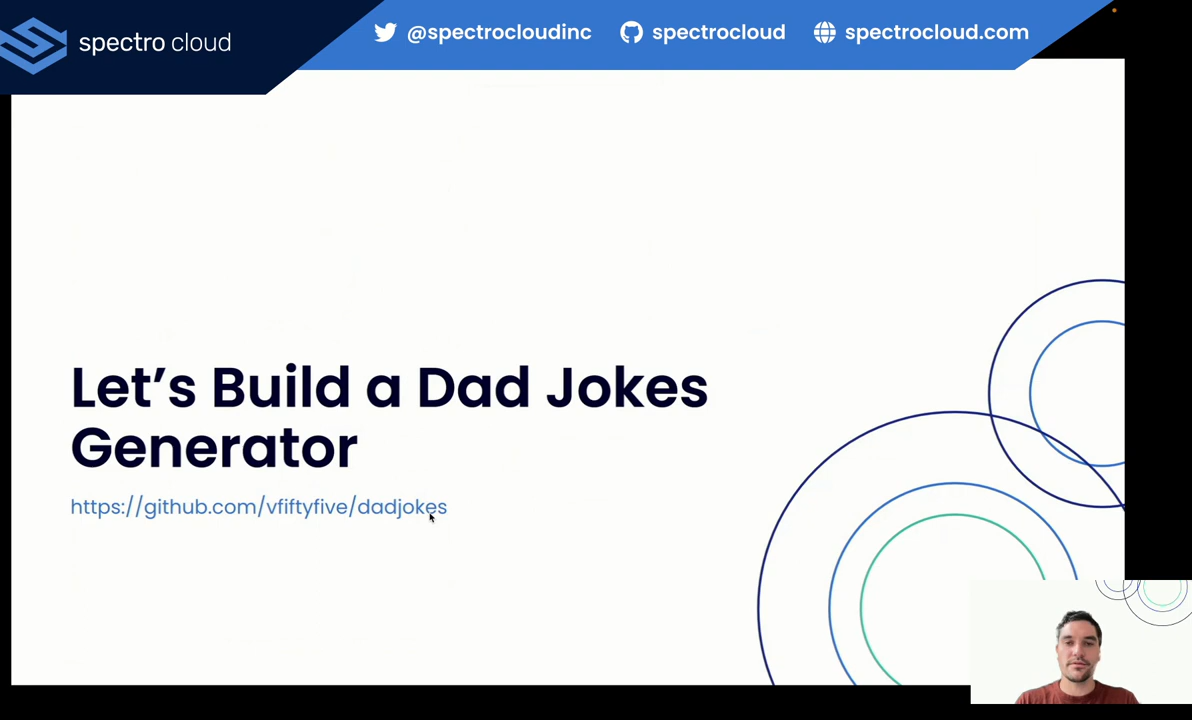 spectro cloud
@spectrocloudinc
spectrocloud
spectrocloud.com
Let’s Build a Dad Jokes
Generator
https://github.com/vfiftyfive/dadjokes